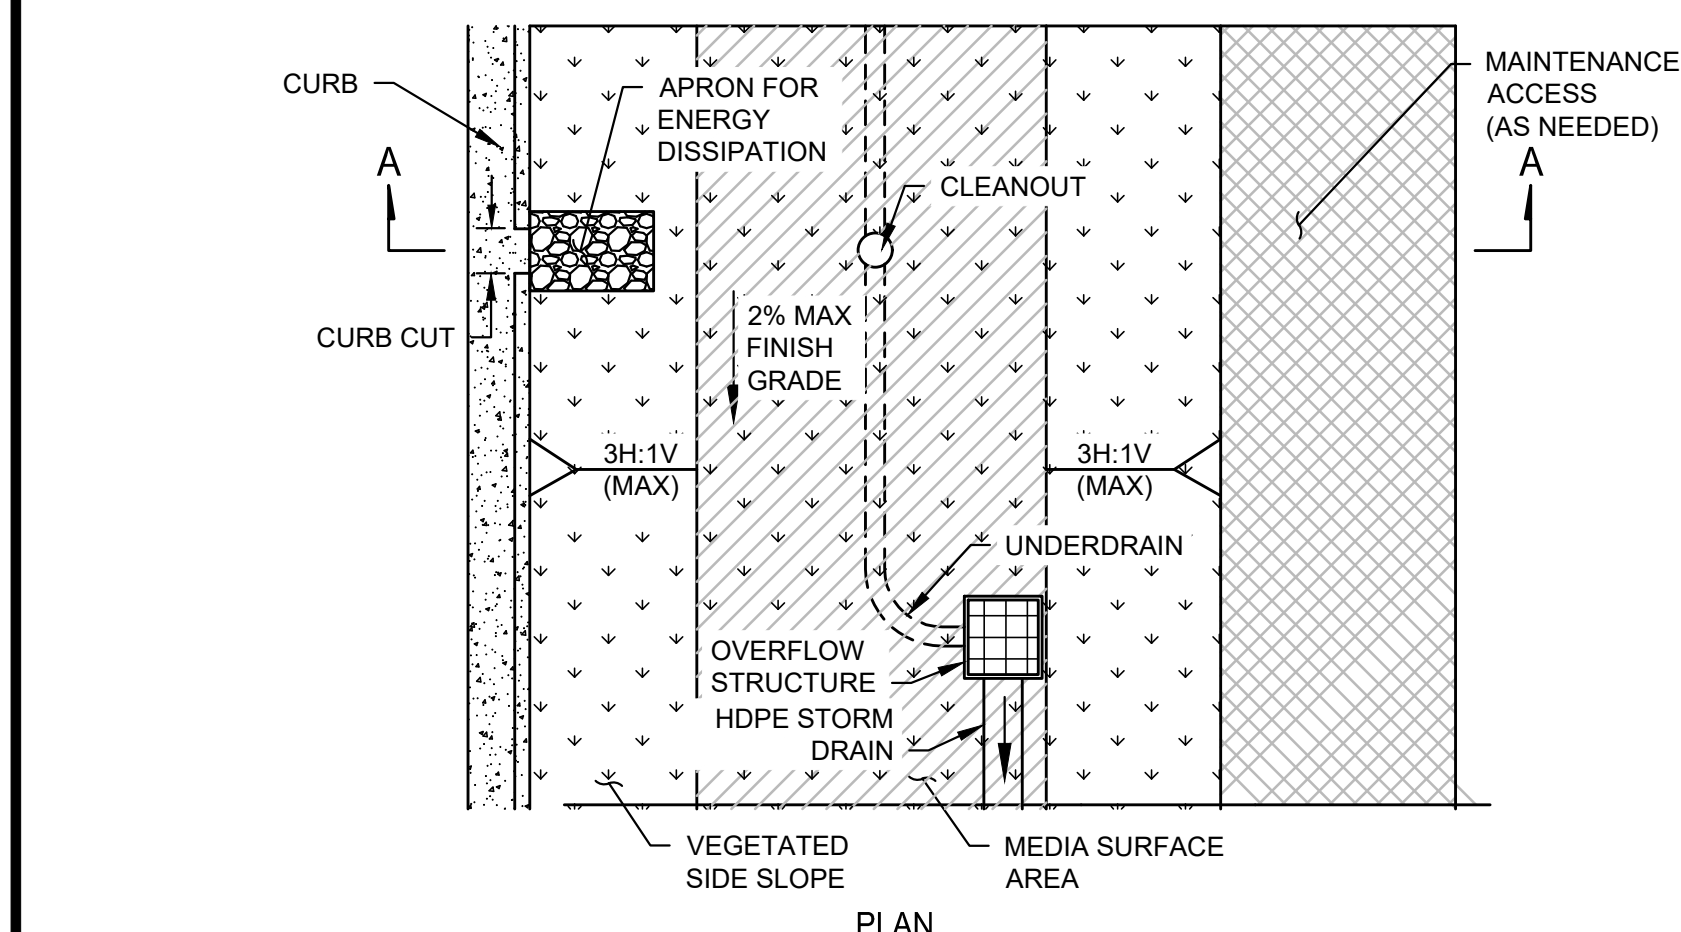 CURB
APRON FOR
ENERGY
DISSIPATION
MAINTENANCE
ACCESS
(AS NEEDED)
A
A
CLEANOUT
CURB CUT
2% MAX
FINISH
GRADE
3H:1V
(MAX)
3H:1V
(MAX)
UNDERDRAIN
OVERFLOW
STRUCTURE
HDPE STORM
DRAIN
VEGETATED
SIDE SLOPE
MEDIA SURFACE
AREA
PLAN